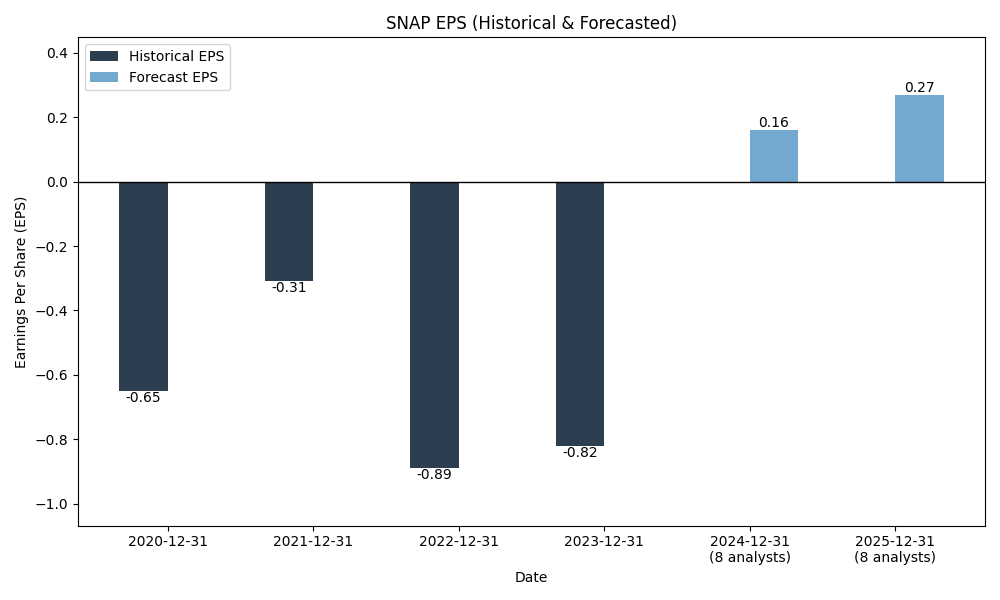 SNAP EPS (Historical & Forecasted)
Historical EPS
Forecast EPS
Earnings Per Share (EPS)
0.4
0.2
0.0
−0.2
−0.4
−0.6
−0.8
−1.0
-0.65
-0.31
-0.89
-0.82
0.16
0.27
2020-12-31
2021-12-31
2022-12-31
2023-12-31
2024-12-31
(8 analysts)
2025-12-31
(8 analysts)
Date